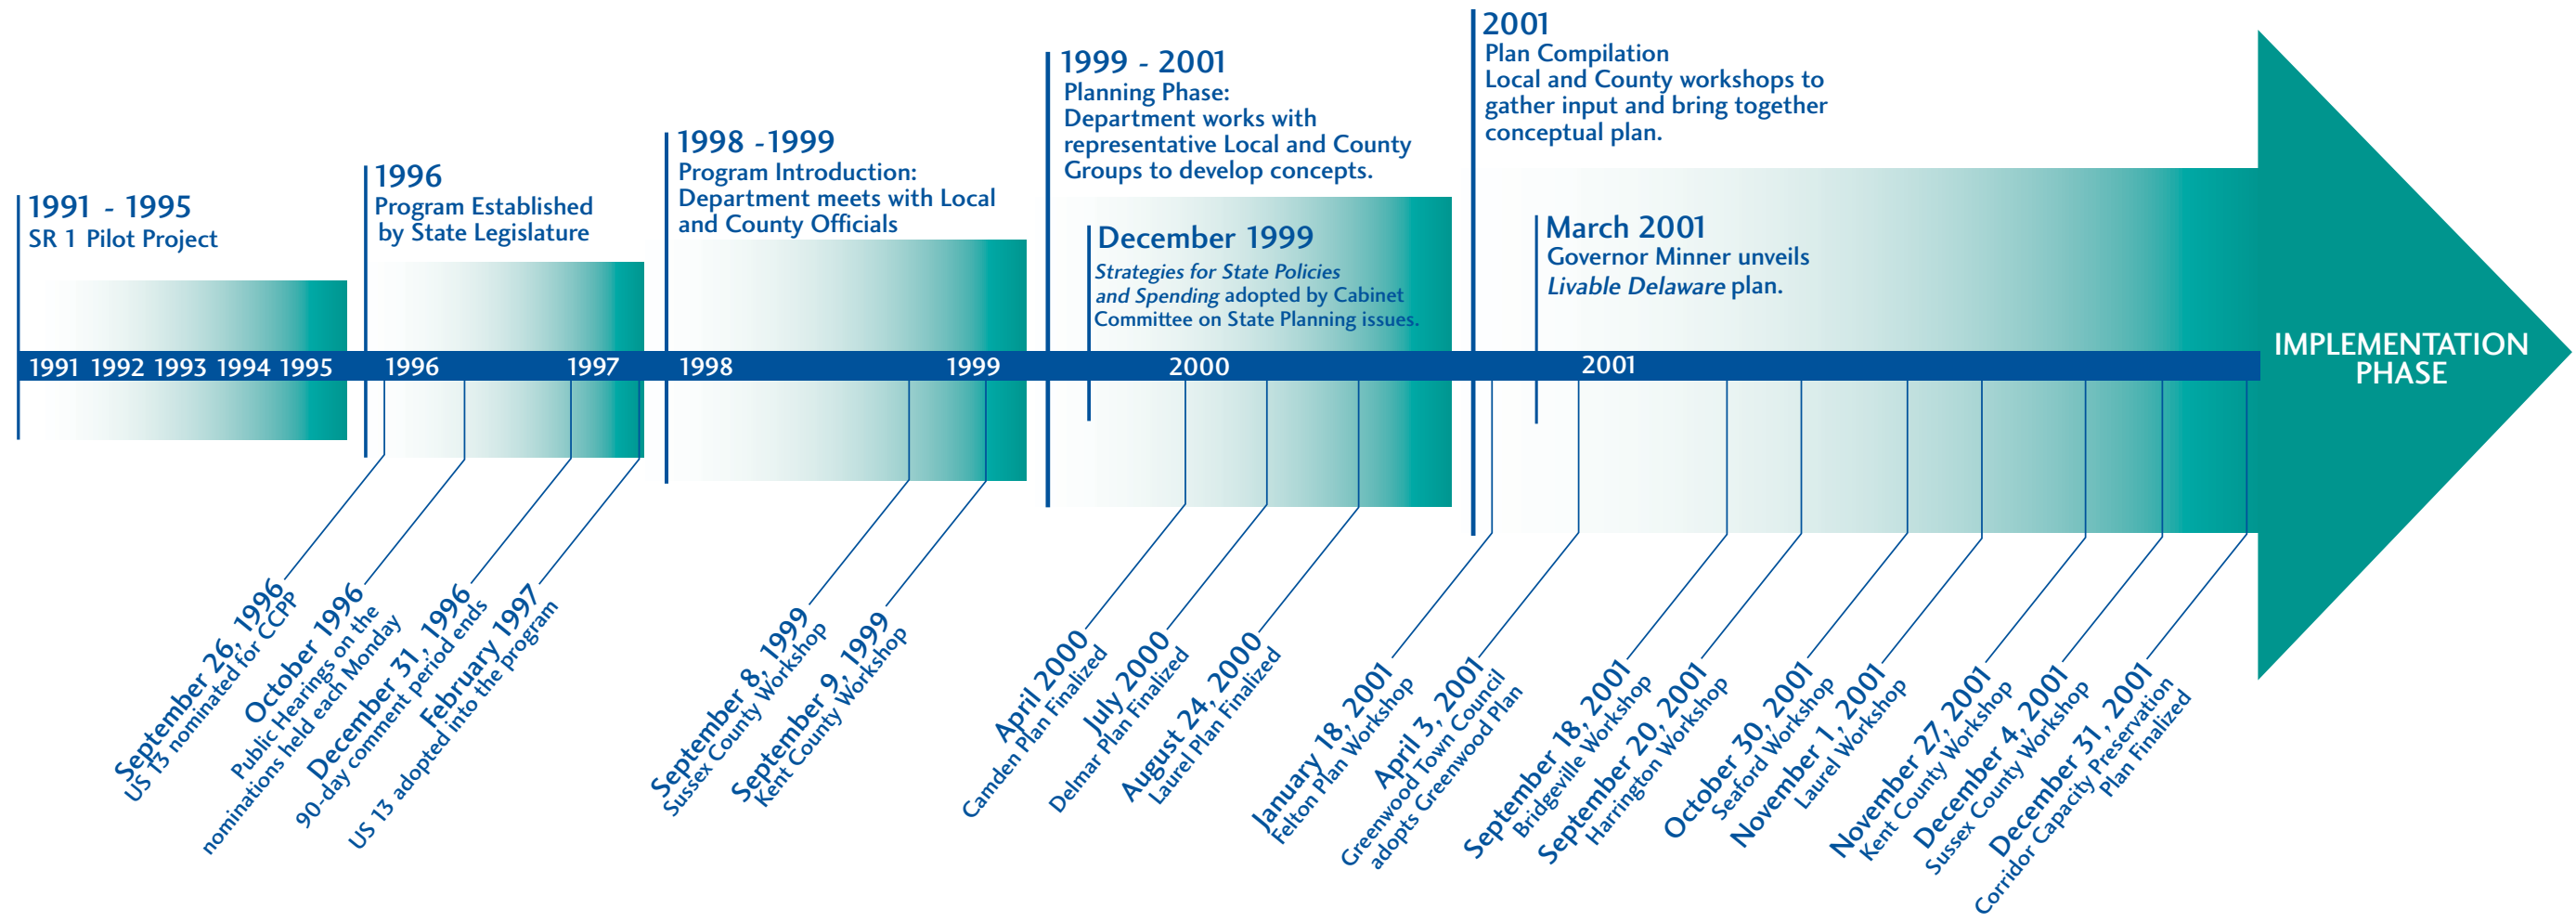 1991 - 1995
SR 1 Pilot Project
1996
Program Established
by State Legislature
1998 -1999
Program Introduction:
Department meets with Local
and County Officials
1999 - 2001
Planning Phase:
Department works with
representative Local and County
Groups to develop concepts.
December 1999
Strategies for State Policies
and Spending adopted by Cabinet
Committee on State Planning issues.
2001
Plan Compilation
Local and County workshops to
gather input and bring together
conceptual plan.
March 2001
Governor Minner unveils
Livable Delaware plan.
1991 1992 1993 1994 1995 1996 1997 1998 1999 2000 2001
IMPLEMENTATION
PHASE
September 26, 1996
US 13 nominated for CCPP
October 1996
Public Hearings on the
nominations held each Monday
December 31, 1996
90-day comment period ends
February 1997
US 13 adopted into the program
September 8, 1999
Sussex County Workshop
September 9, 1999
Kent County Workshop
April 2000
Camden Plan Finalized
July 2000
Delmar Plan Finalized
August 24, 2000
Laurel Plan Finalized
January 18, 2001
Felton Plan Workshop
April 3, 2001
Greenwood Town Council
adopts Greenwood Plan
September 18, 2001
Bridgeville Workshop
September 20, 2001
Harrington Workshop
October 30, 2001
Seaford Workshop
November 1, 2001
Laurel Workshop
November 27, 2001
Kent County Workshop
December 4, 2001
Sussex County Workshop
December 31, 2001
Corridor Capacity Preservation
Plan Finalized